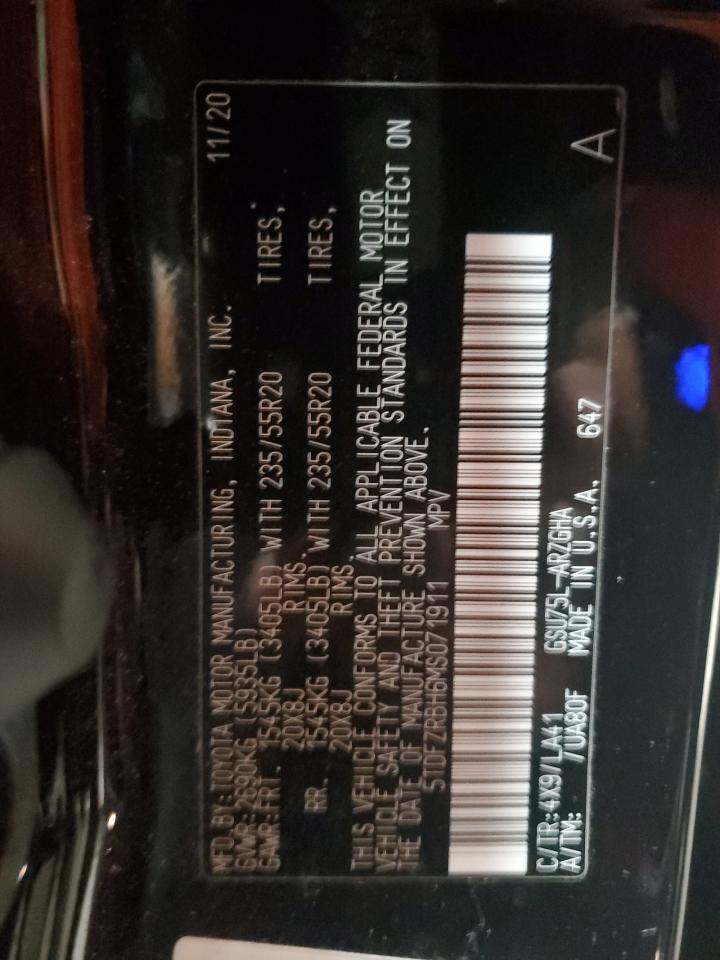 MFD.BY:TOYOTA MOTOR MANUFACTURING, INDIANA, INC. 11/20
GVWR:2690KG (5935LB)
GAWR:FRT. 1545KG (3405LB) WITH 235/55R20 TIRES,
20X8J RIMS.
RR. 1545KG (3405LB) WITH 235/55R20 TIRES,
20X8J RIMS.
THIS VEHICLE CONFORMS TO ALL APPLICABLE FEDERAL MOTOR
VEHICLE SAFETY AND THEFT PREVENTION STANDARDS IN EFFECT ON
THE DATE OF MANUFACTURE SHOWN ABOVE.
5TDFZRBH6MS071911 MPV
C/TR:4X9/LA41 GSU75L-ARZGHA
A/TM: /UA80F MADE IN U.S.A. 647 A